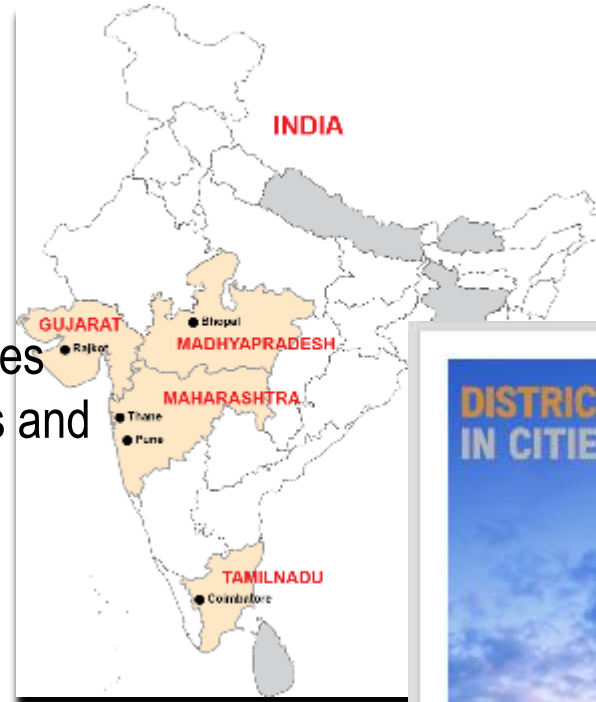 INDIA
GUJARAT
Bhopal
Rajkot
MADHYAPRADESH
es
MAHARASHTRA
s and
Thane
Pune
TAMILNADU
Coimbatore
DISTRIC
IN CITIE